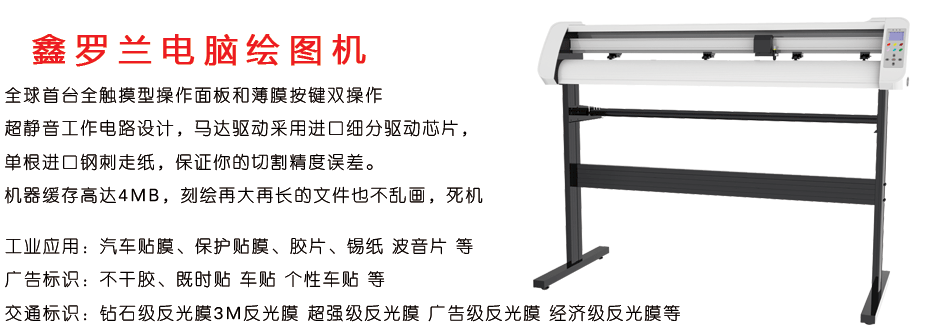 鑫罗兰电脑绘图机
全球首台全触摸型操作面板和薄膜按键双操作
超静音工作电路设计，马达驱动采用进口细分驱动芯片，
单根进口钢刺走纸，保证你的切割精度误差。
机器缓存高达4MB，刻绘再大再长的文件也不乱画，死机
工业应用：汽车贴膜、保护贴膜、胶片、锡纸 波音片 等
广告标识：不干胶、既时贴 车贴 个性车贴 等
交通标识：钻石级反光膜3M反光膜 超强级反光膜 广告级反光膜 经济级反光膜等